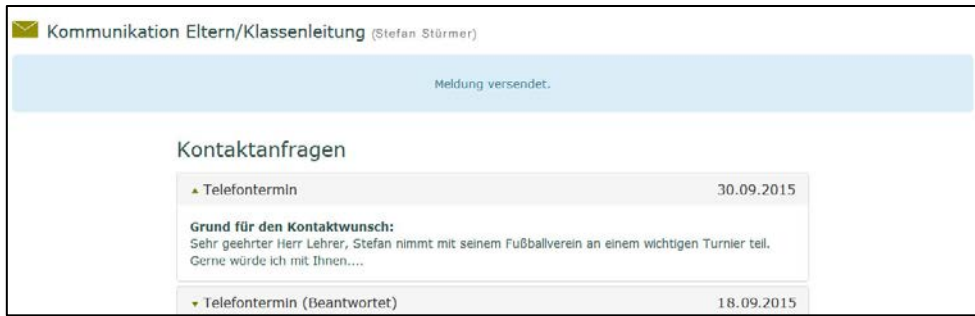 Kommunikation Eltern/Klassenleitung (Stefan Stürmer)
Meldung versendet.
Kontaktanfragen
Telefontermin 30.09.2015
Grund für den Kontaktwunsch:
Sehr geehrter Herr Lehrer, Stefan nimmt mit seinem Fußballverein an einem wichtigen Turnier teil.
Gerne würde ich mit Ihnen....
Telefontermin (Beantwortet) 18.09.2015